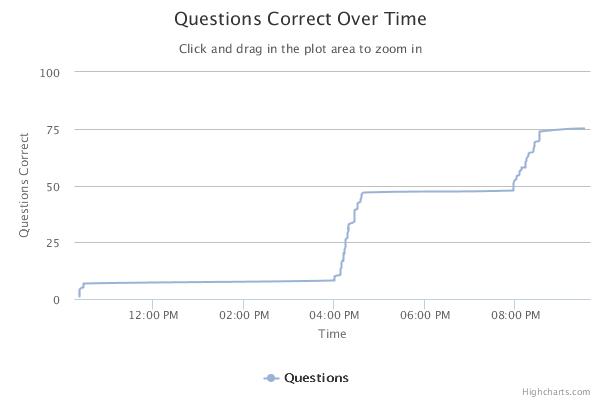 Questions Correct Over Time
Click and drag in the plot area to zoom in
Questions Correct
100
75
50
25
0
12:00 PM
02:00 PM
04:00 PM
06:00 PM
08:00 PM
Time
Questions
Highcharts.com